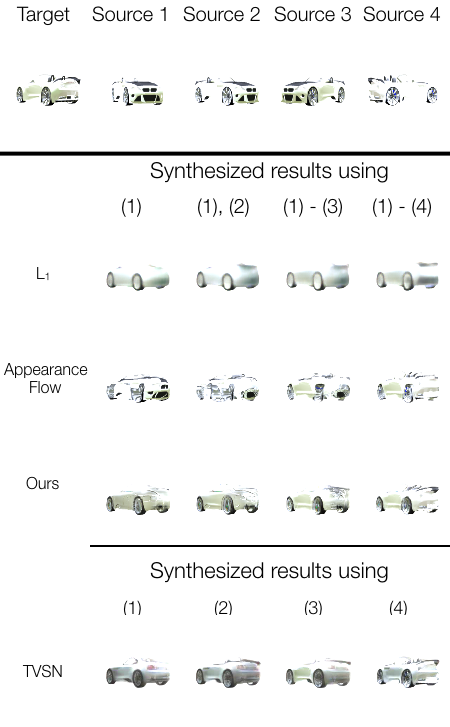 Target Source 1 Source 2 Source 3 Source 4
Synthesized results using
(1) (1), (2) (1) - (3) (1) - (4)
L₁
Appearance
Flow
Ours
Synthesized results using
(1) (2) (3) (4)
TVSN